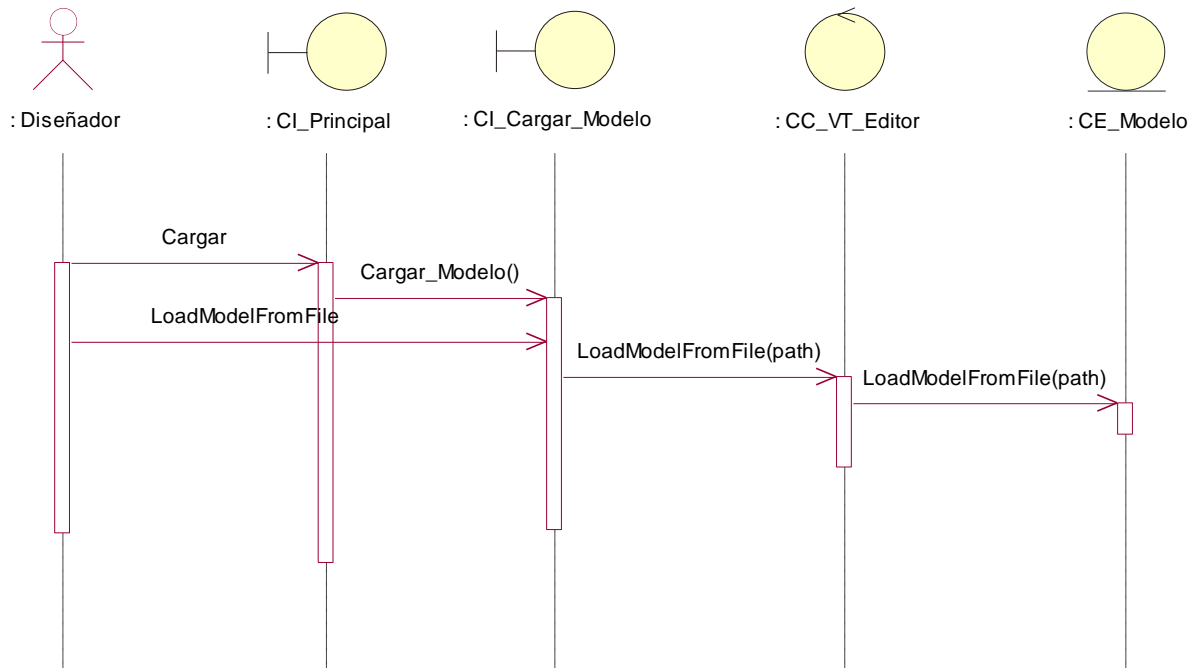 : Diseñador
: CI_Principal
: CI_Cargar_Modelo
: CC_VT_Editor
: CE_Modelo
Cargar
Cargar_Modelo()
LoadModelFromFile
LoadModelFromFile(path)
LoadModelFromFile(path)